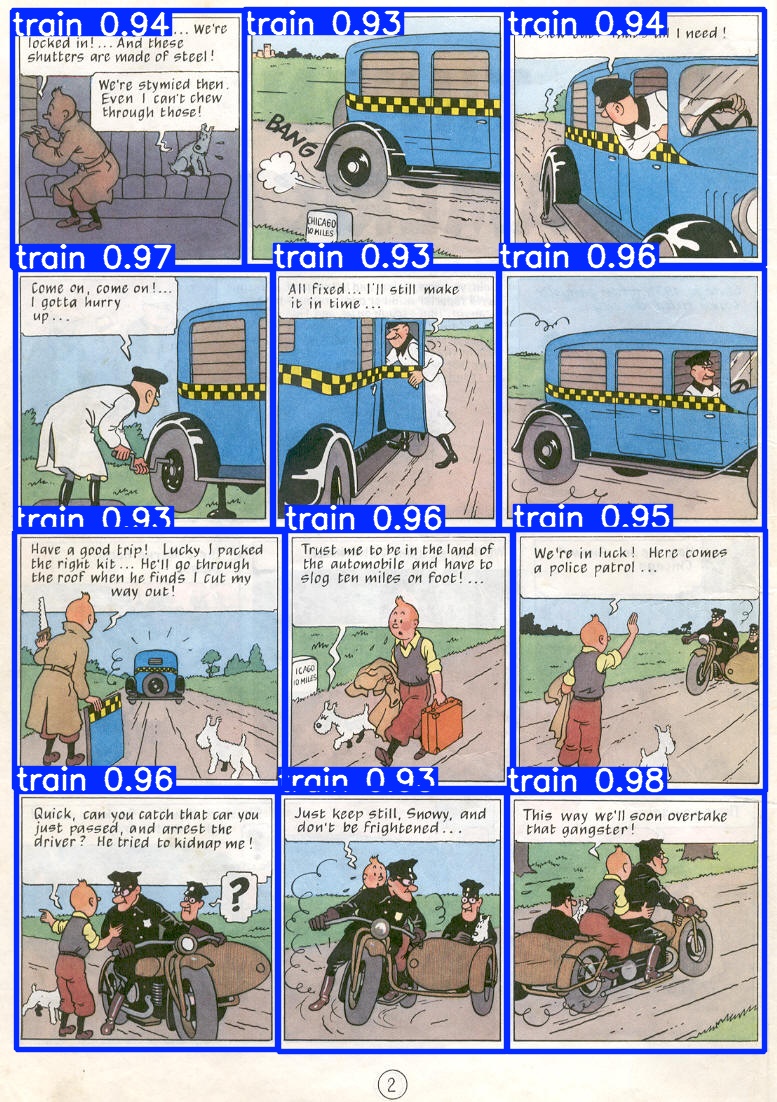 train 0.94
train 0.93
train 0.94
... We're
locked in!... And these
shutters are made of steel!
We're stymied then.
Even I can't chew
through those!
BANG
CHICAGO
10 MILES
I need!
train 0.97
train 0.93
train 0.96
Come on, come on!...
I gotta hurry
up...
All fixed... I'll still make
it in time...
train 0.93
train 0.96
train 0.95
Have a good trip! Lucky I packed
the right kit... He'll go through
the roof when he finds I cut my
way out!
Trust me to be in the land of
the automobile and have to
slog ten miles on foot!...
ICAGO
10 MILES
We're in luck! Here comes
a police patrol...
train 0.96
train 0.93
train 0.98
Quick, can you catch that car you
just passed, and arrest the
driver? He tried to kidnap me!
?
Just keep still, Snowy, and
don't be frightened...
This way we'll soon overtake
that gangster!
2